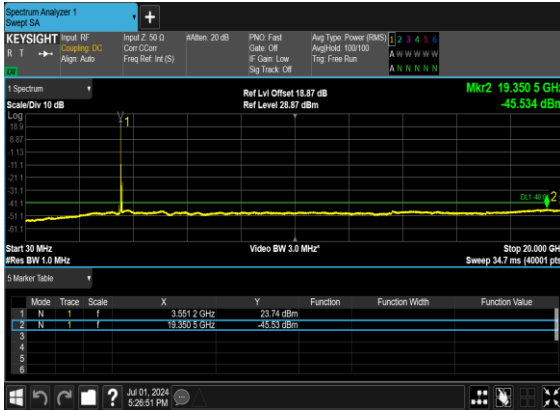 Spectrum Analyzer 1
Swept SA
+
KEYSIGHT Input: RF Input Z: 50 Ω #Atten: 20 dB PNO: Fast Avg Type: Power (RMS) 1 2 3 4 5 6
R T Coupling: DC Corr CCorr Gate: Off Avg|Hold: 100/100 A W W W W W
Align: Auto Freq Ref: Int (S) IF Gain: Low Trig: Free Run
LXI Sig Track: Off A N N N N N
1 Spectrum Ref Lvl Offset 18.87 dB Mkr2 19.350 5 GHz
Scale/Div 10 dB Ref Level 28.87 dBm -45.534 dBm
Log
18.9
8.87
-1.13
-11.1
-21.1
-31.1
-41.1
-51.1
-61.1
1
DL1 2
Start 30 MHz Video BW 3.0 MHz* Stop 20.000 GH
#Res BW 1.0 MHz Sweep 34.7 ms (40001 pts
5 Marker Table
Mode Trace Scale X Y Function Function Width Function Value
1 N 1 f 3.551 2 GHz 23.74 dBm
2 N 1 f 19.350 5 GHz -45.53 dBm
3
4
5
6
? Jul 01, 2024
5:26:51 PM